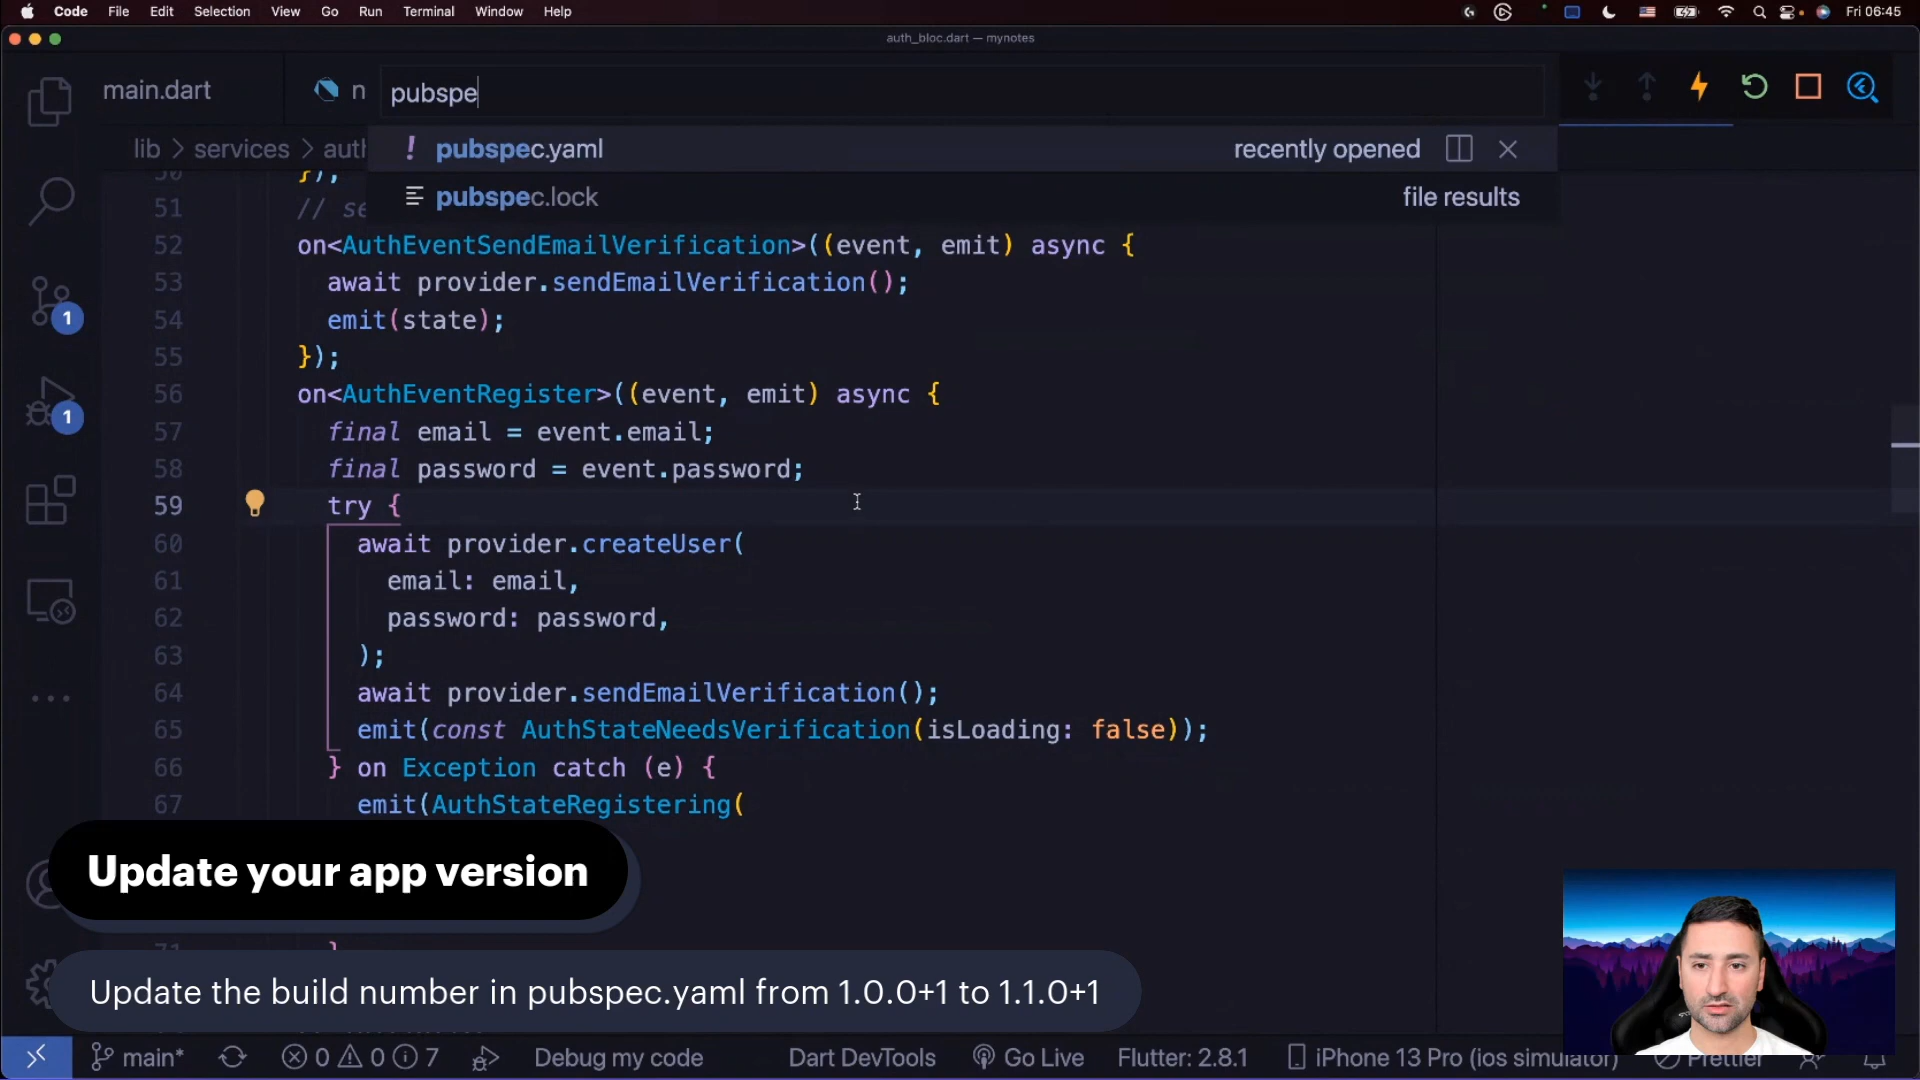 Code File Edit Selection View Go Run Terminal Window Help Fri 06:45
auth_bloc.dart — mynotes
main.dart n pubspe
lib > services > auth
! pubspec.yaml recently opened
pubspec.lock file results
50 });
51 // se
52 on<AuthEventSendEmailVerification>((event, emit) async {
53 await provider.sendEmailVerification();
54 emit(state);
55 });
56 on<AuthEventRegister>((event, emit) async {
57 final email = event.email;
58 final password = event.password;
59 try {
60 await provider.createUser(
61 email: email,
62 password: password,
63 );
64 await provider.sendEmailVerification();
65 emit(const AuthStateNeedsVerification(isLoading: false));
66 } on Exception catch (e) {
67 emit(AuthStateRegistering(
1
1
Update your app version
71 }
Update the build number in pubspec.yaml from 1.0.0+1 to 1.1.0+1
main* 0 0 7 Debug my code Dart DevTools Go Live Flutter: 2.8.1 iPhone 13 Pro (ios simulator) Prettier